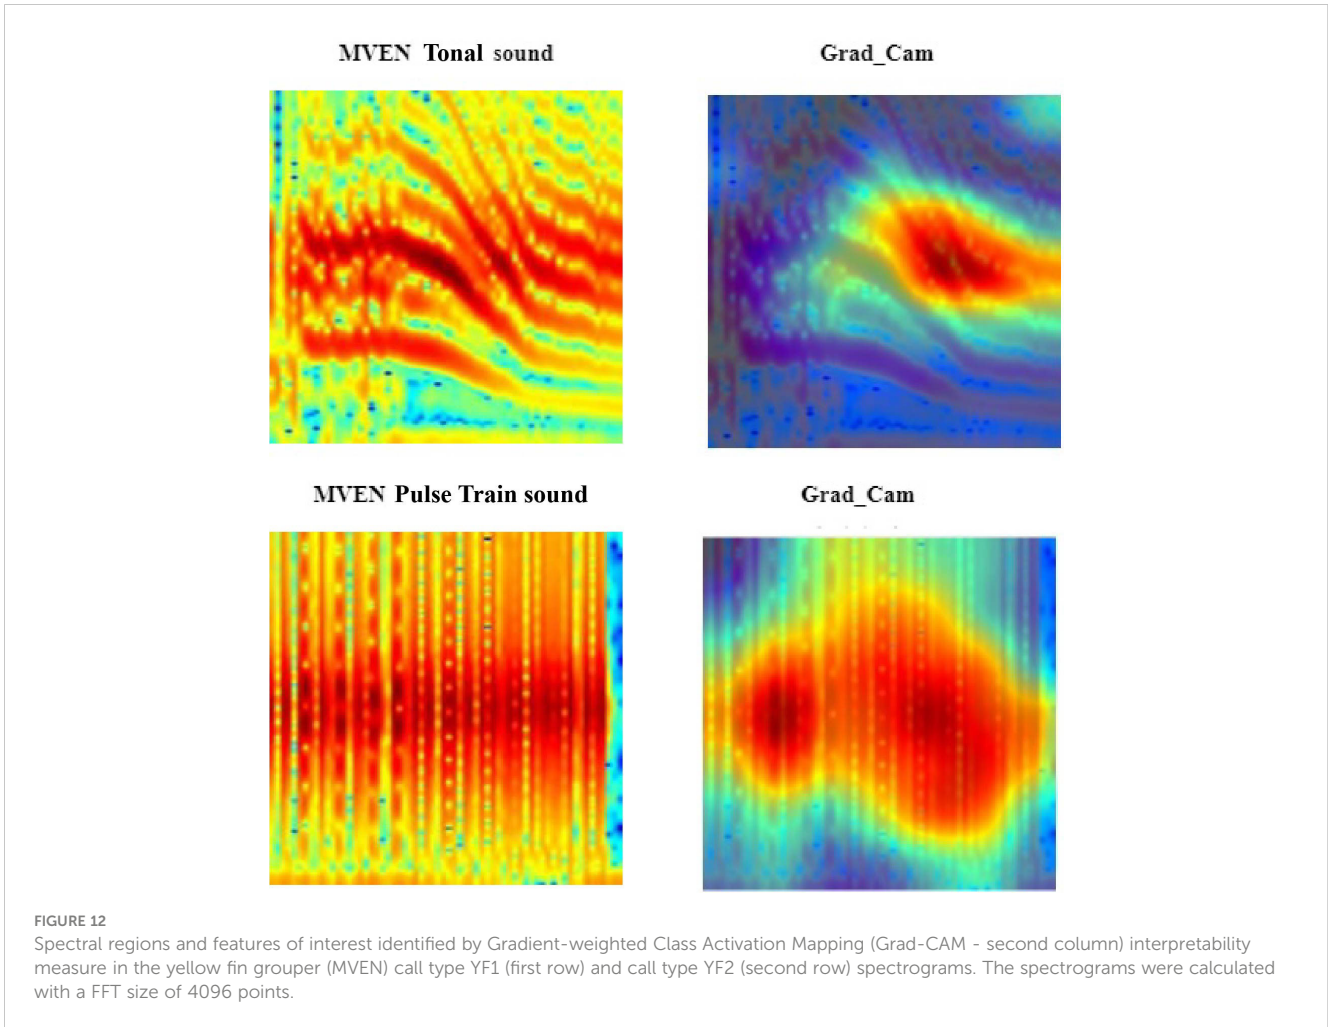 MVEN Tonal sound
Grad_Cam
MVEN Pulse Train sound
Grad_Cam
FIGURE 12
Spectral regions and features of interest identified by Gradient-weighted Class Activation Mapping (Grad-CAM - second column) interpretability
measure in the yellow fin grouper (MVEN) call type YF1 (first row) and call type YF2 (second row) spectrograms. The spectrograms were calculated
with a FFT size of 4096 points.